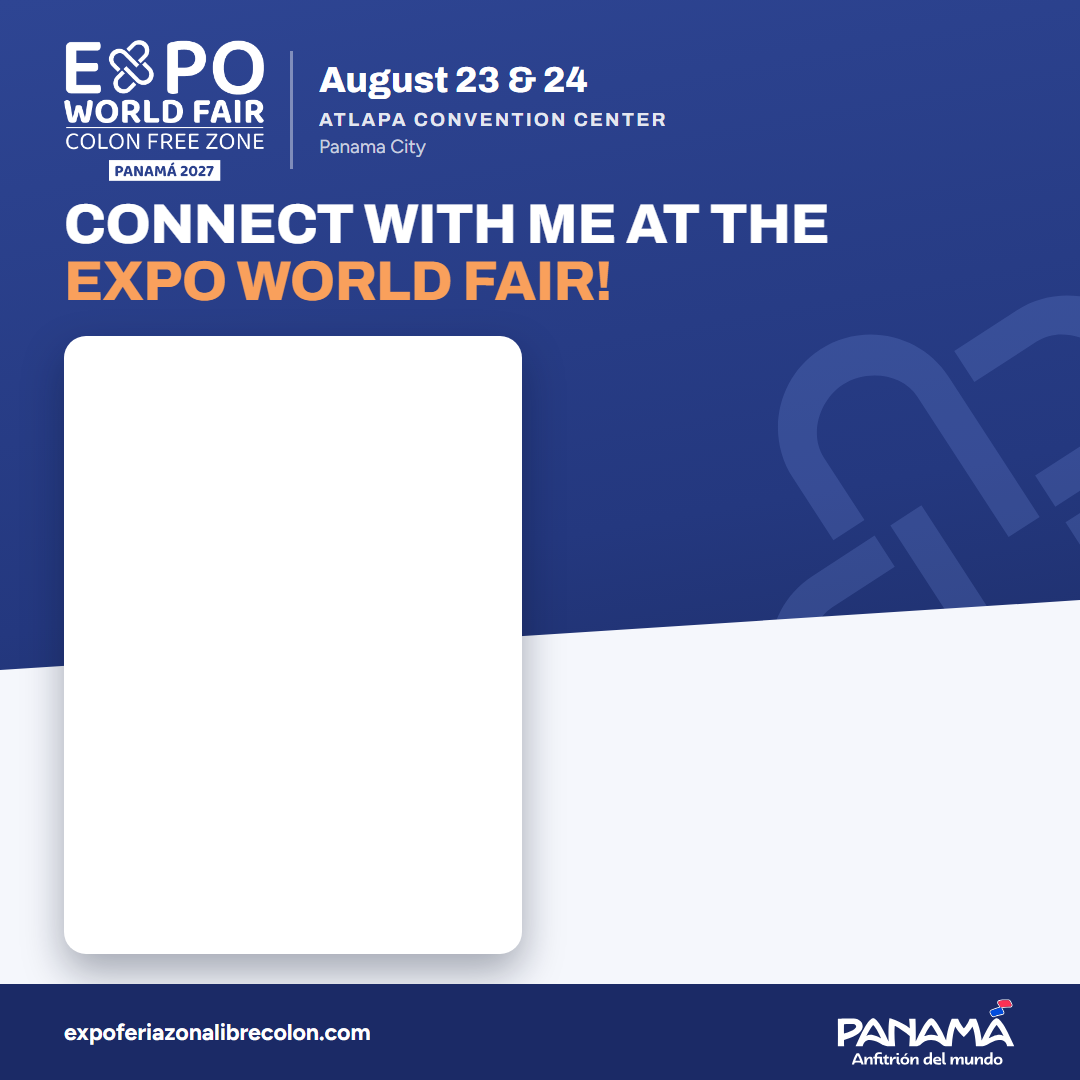 EXPO
WORLD FAIR
COLON FREE ZONE
PANAMÁ 2027
August 23 & 24
ATLAPA CONVENTION CENTER
Panama City
CONNECT WITH ME AT THE
EXPO WORLD FAIR!
expoferiazonalibrecolon.com
PANAMÁ
Anfitrión del mundo